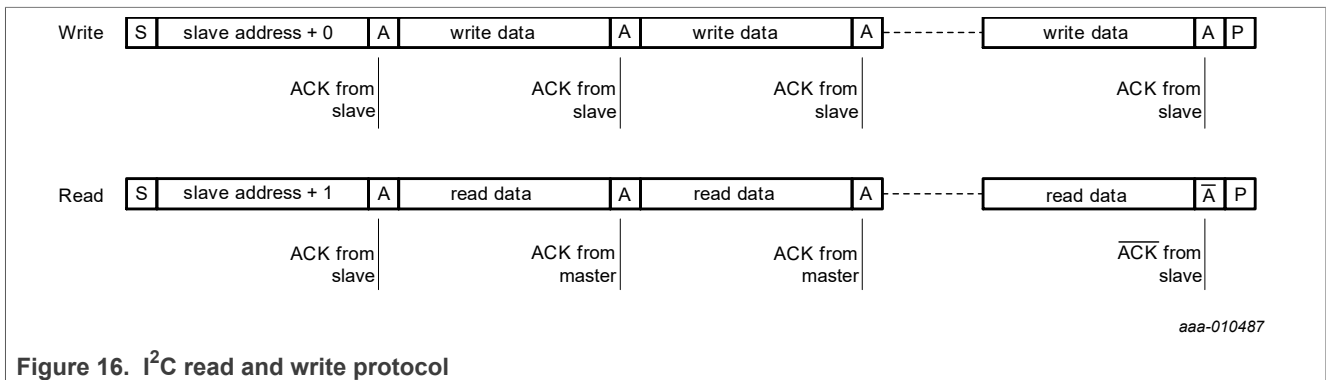 Write S slave address + 0 A write data A write data A write data A P
ACK from slave ACK from slave ACK from slave ACK from slave
Read S slave address + 1 A read data A read data A read data A̅ P
ACK from slave ACK from master ACK from master A̅C̅K̅ from slave
aaa-010487
Figure 16. I²C read and write protocol